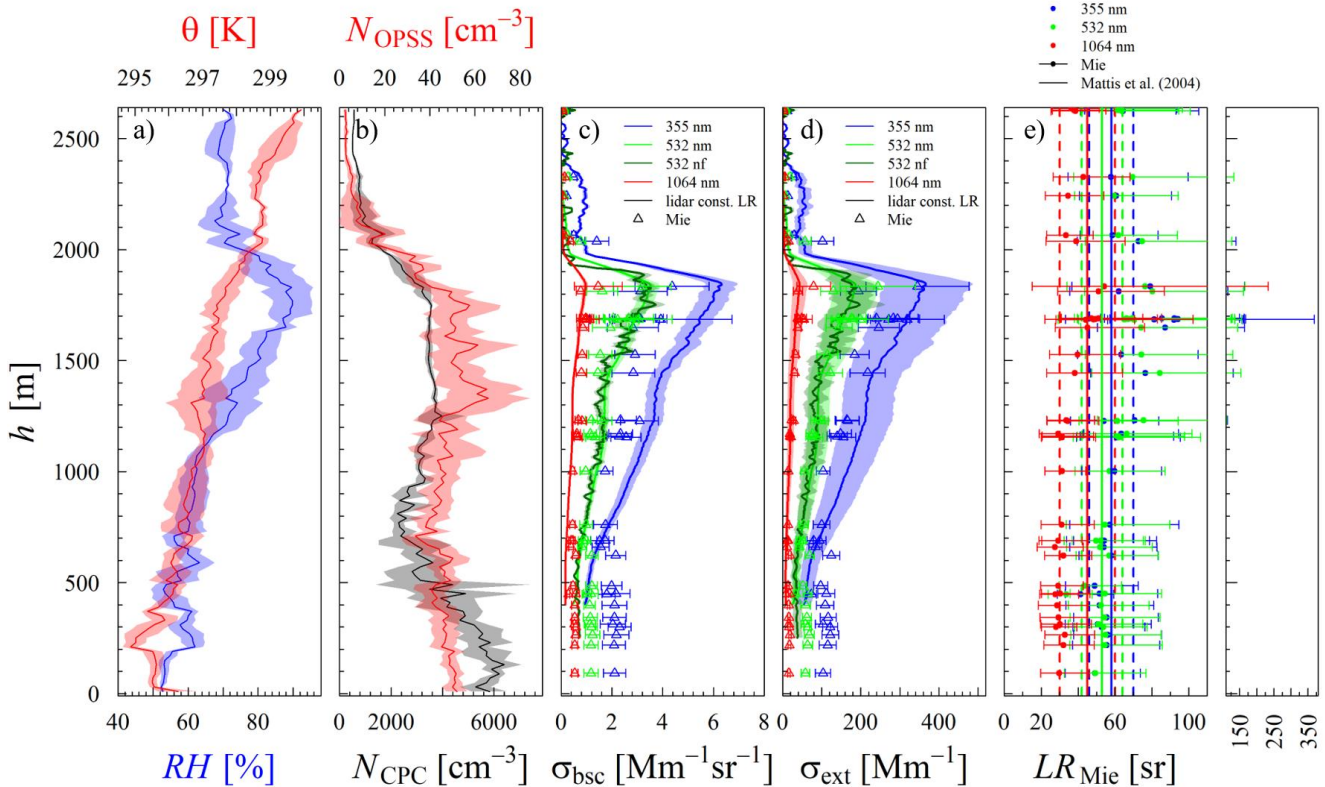 355 nm
532 nm
1064 nm
Mie
Mattis et al. (2004)
θ [K]
N_OPSS [cm⁻³]
295 297 299
0 20 40 60 80
a)
b)
c)
355 nm
532 nm
532 nf
1064 nm
lidar const. LR
Mie
d)
355 nm
532 nm
532 nf
1064 nm
lidar const. LR
Mie
e)
h [m]
2500
2000
1500
1000
500
0
40 60 80
0 2000 4000 6000
0 2 4 6 8
0 200 400
0 20 60 100
150 250 350
RH [%]
N_CPC [cm⁻³]
σ_bsc [Mm⁻¹sr⁻¹]
σ_ext [Mm⁻¹]
LR_Mie [sr]